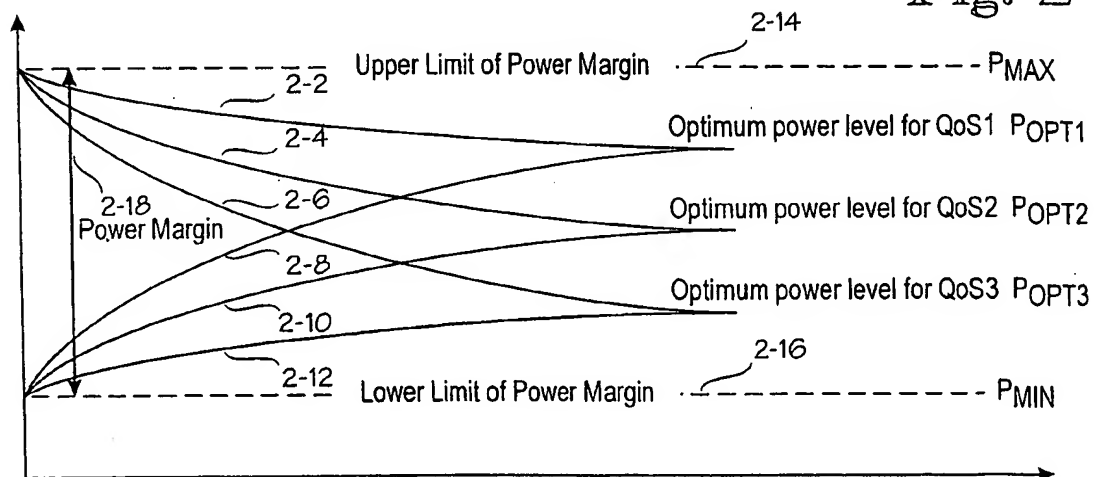 Fig. 2
2-14
Upper Limit of Power Margin
PMAX
2-2
Optimum power level for QoS1 POPT1
2-4
2-18
2-6
Power Margin
Optimum power level for QoS2 POPT2
2-8
Optimum power level for QoS3 POPT3
2-10
2-12
2-16
Lower Limit of Power Margin
PMIN